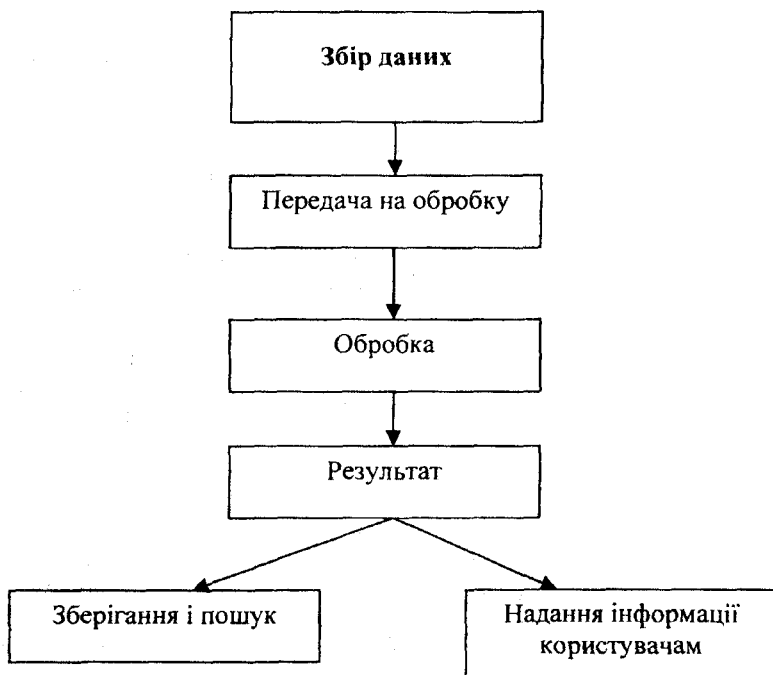 Збір даних
Передача на обробку
Обробка
Результат
Зберігання і пошук
Надання інформації
користувачам